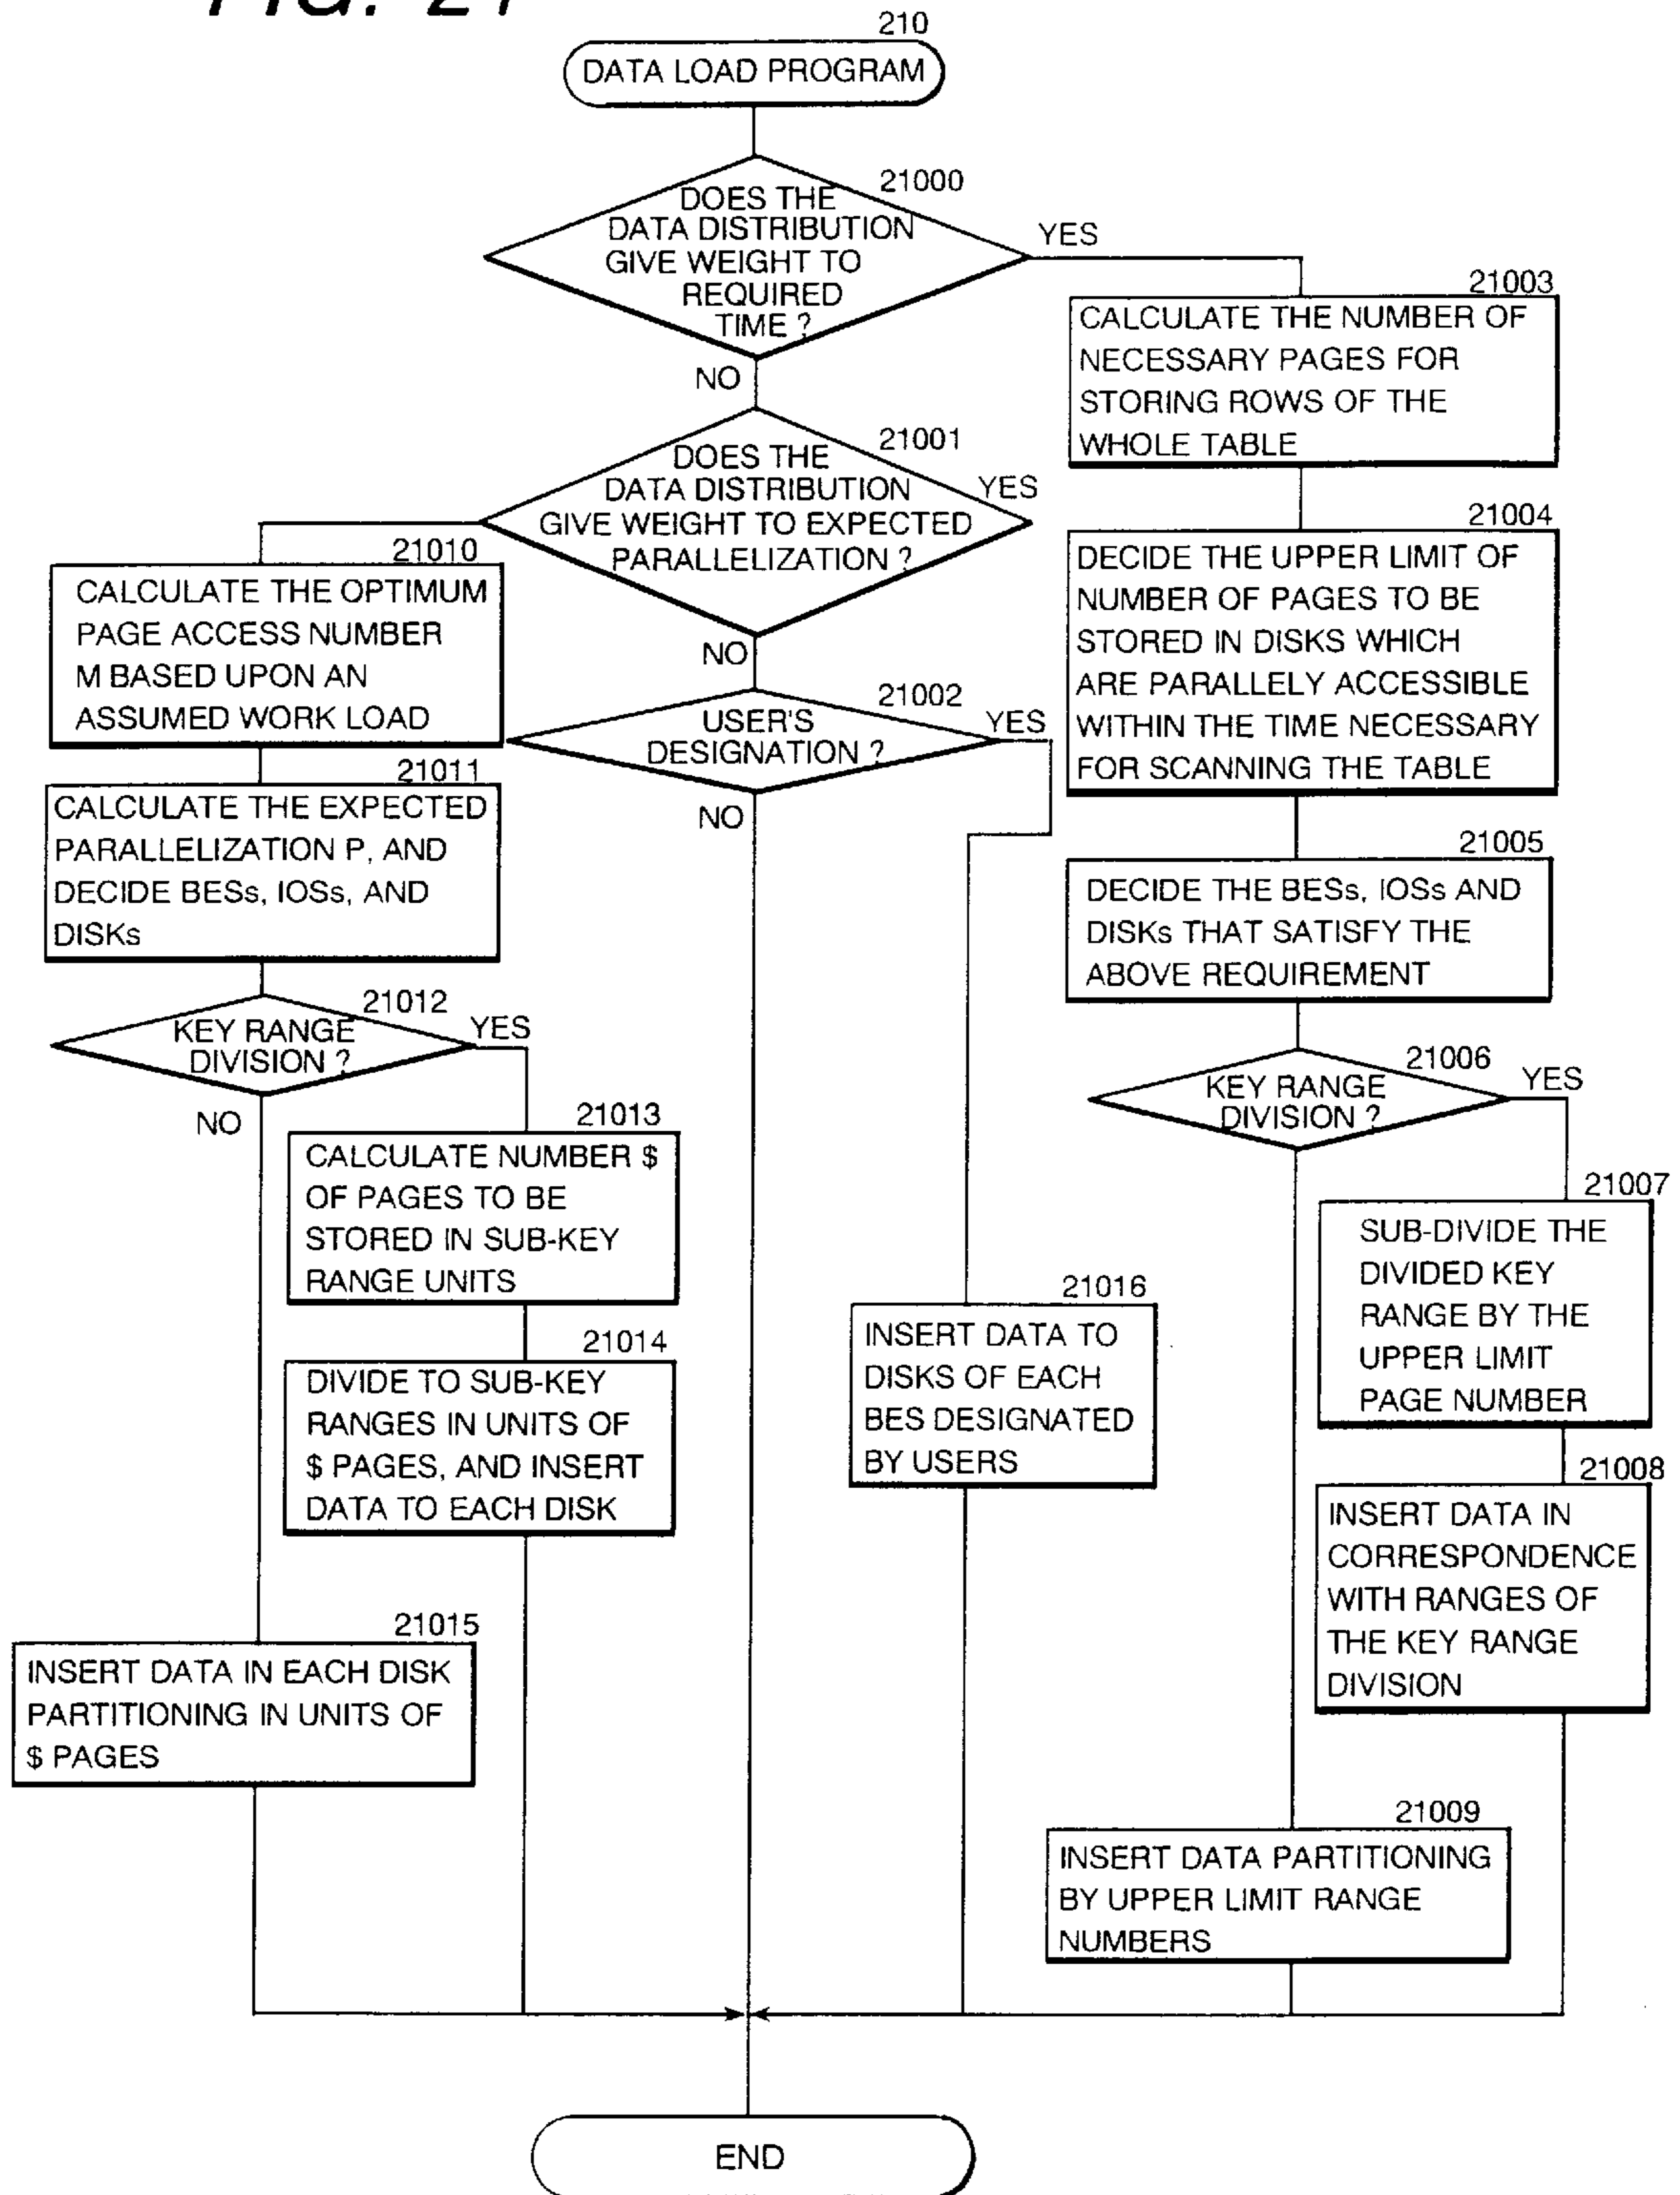 FIG. 21
210
DATA LOAD PROGRAM
21000
DOES THE
DATA DISTRIBUTION
GIVE WEIGHT TO
REQUIRED
TIME ?
YES
NO
21003
CALCULATE THE NUMBER OF
NECESSARY PAGES FOR
STORING ROWS OF THE
WHOLE TABLE
21001
DOES THE
DATA DISTRIBUTION
GIVE WEIGHT TO EXPECTED
PARALLELIZATION ?
YES
NO
21004
DECIDE THE UPPER LIMIT OF
NUMBER OF PAGES TO BE
STORED IN DISKS WHICH
ARE PARALLELY ACCESSIBLE
WITHIN THE TIME NECESSARY
FOR SCANNING THE TABLE
21010
CALCULATE THE OPTIMUM
PAGE ACCESS NUMBER
M BASED UPON AN
ASSUMED WORK LOAD
21002
USER'S
DESIGNATION ?
YES
NO
21011
CALCULATE THE EXPECTED
PARALLELIZATION P, AND
DECIDE BESs, IOSs, AND
DISKs
21005
DECIDE THE BESs, IOSs AND
DISKs THAT SATISFY THE
ABOVE REQUIREMENT
21012
KEY RANGE
DIVISION ?
YES
NO
21006
KEY RANGE
DIVISION ?
YES
21013
CALCULATE NUMBER $
OF PAGES TO BE
STORED IN SUB-KEY
RANGE UNITS
21007
SUB-DIVIDE THE
DIVIDED KEY
RANGE BY THE
UPPER LIMIT
PAGE NUMBER
21016
INSERT DATA TO
DISKS OF EACH
BES DESIGNATED
BY USERS
21014
DIVIDE TO SUB-KEY
RANGES IN UNITS OF
$ PAGES, AND INSERT
DATA TO EACH DISK
21008
INSERT DATA IN
CORRESPONDENCE
WITH RANGES OF
THE KEY RANGE
DIVISION
21015
INSERT DATA IN EACH DISK
PARTITIONING IN UNITS OF
$ PAGES
21009
INSERT DATA PARTITIONING
BY UPPER LIMIT RANGE
NUMBERS
END